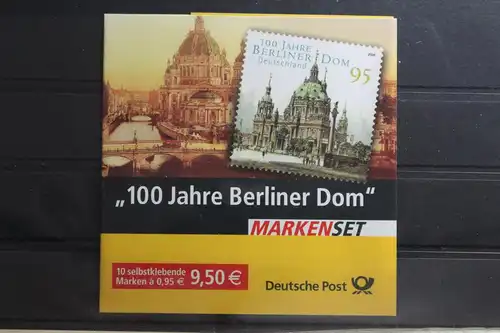 100 JAHRE
BERLINER DOM
Deutschland
95
„100 Jahre Berliner Dom“
MARKENSET
10 selbstklebende
Marken à 0,95 € 9,50 €
Deutsche Post